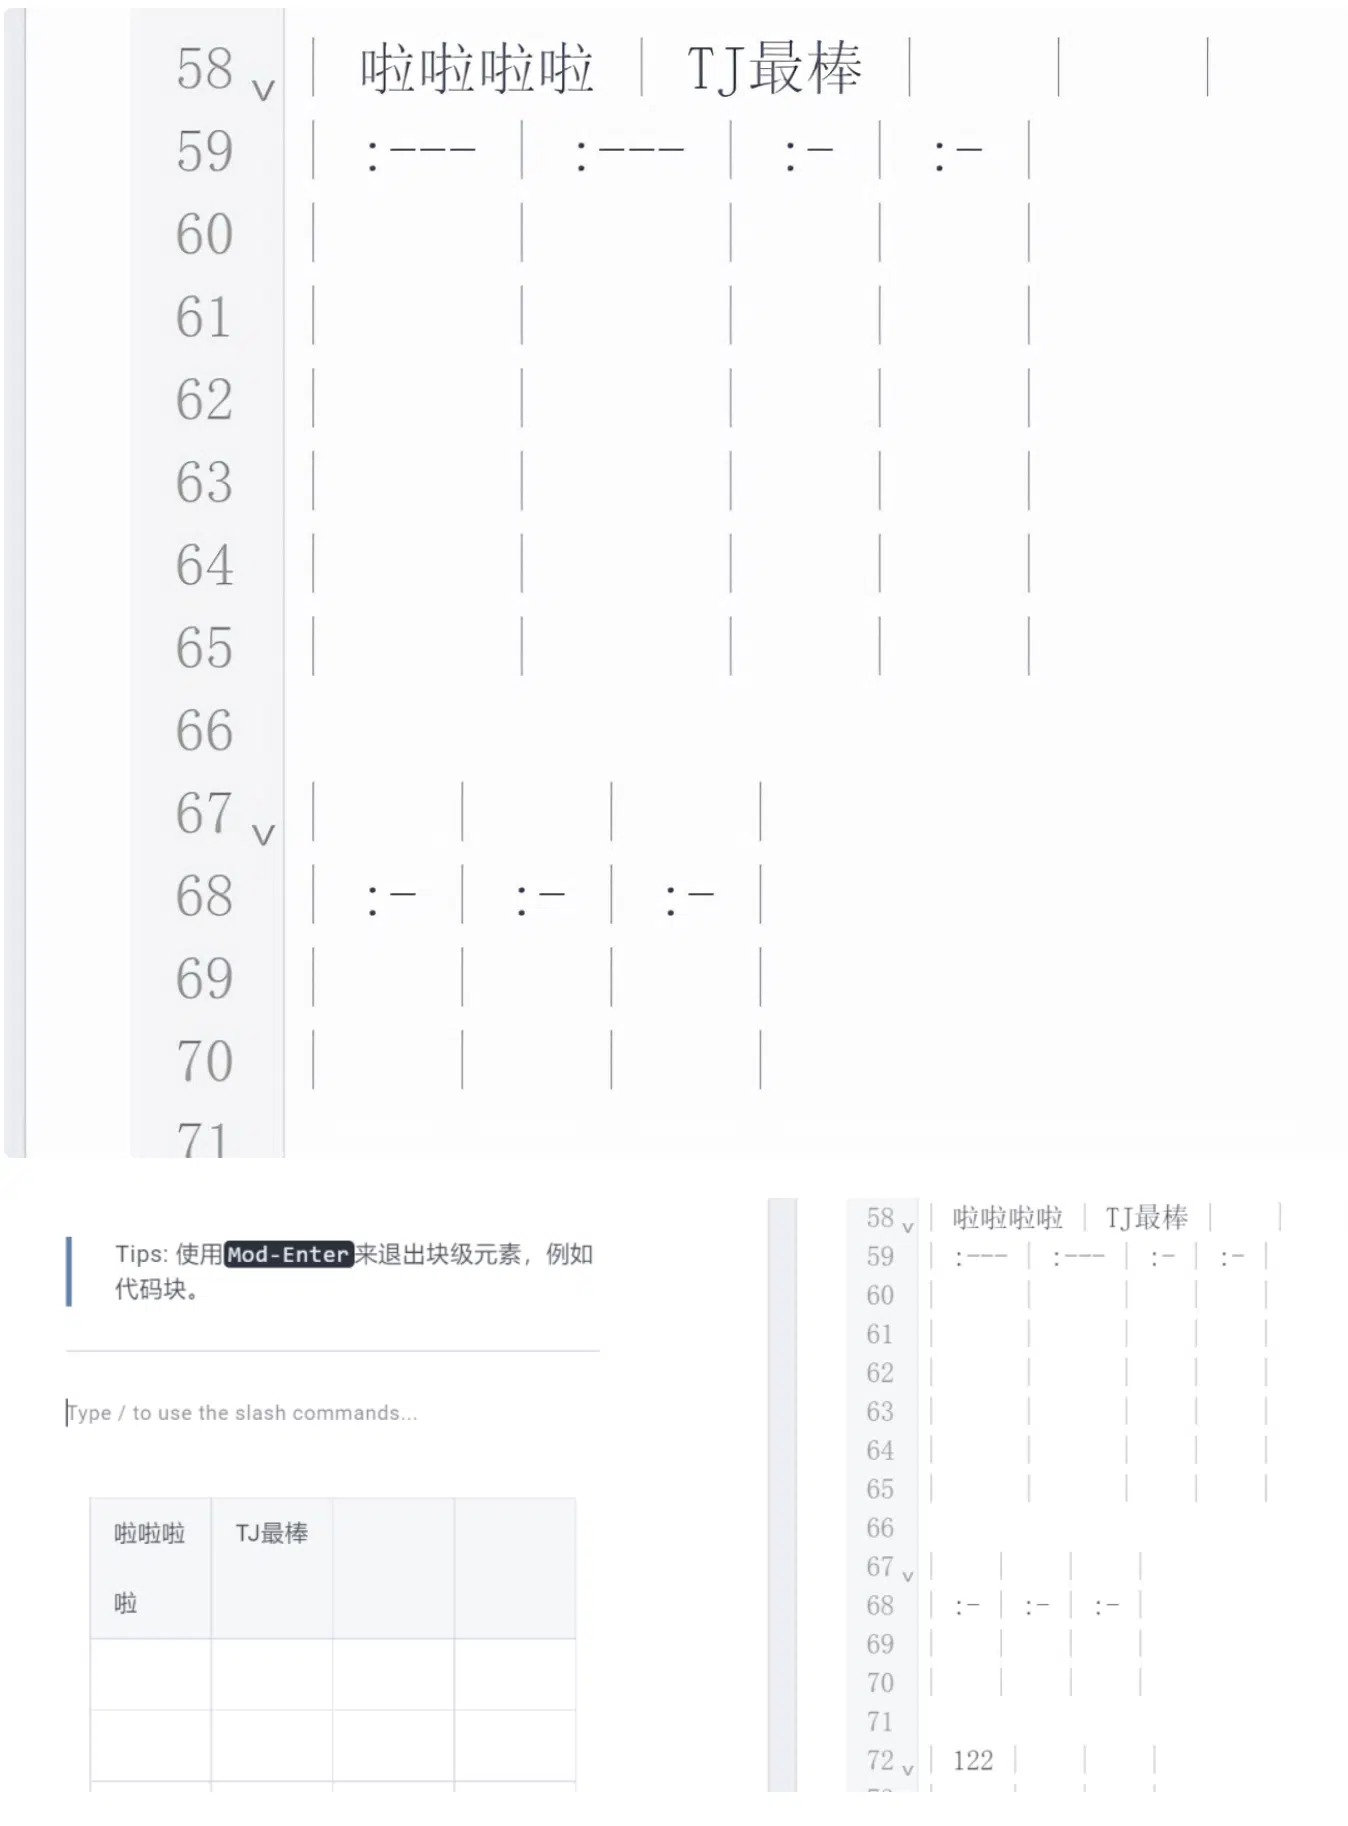 58 | 啦啦啦啦 | TJ最棒 | | |
59 | :--- | :--- | :- | :- |
60 | | | | |
61 | | | | |
62 | | | | |
63 | | | | |
64 | | | | |
65 | | | | |
66
67 | | | |
68 | :- | :- | :- |
69 | | | |
70 | | | |
71
Tips: 使用Mod-Enter来退出块级元素，例如
代码块。
Type / to use the slash commands...
啦啦啦 TJ最棒
啦
58 | 啦啦啦啦 | TJ最棒 | |
59 | :--- | :--- | :- | :- |
60 | | | | |
61 | | | | |
62 | | | | |
63 | | | | |
64 | | | | |
65 | | | | |
66
67 | | | |
68 | :- | :- | :- |
69 | | | |
70 | | | |
71
72 | 122 | | |